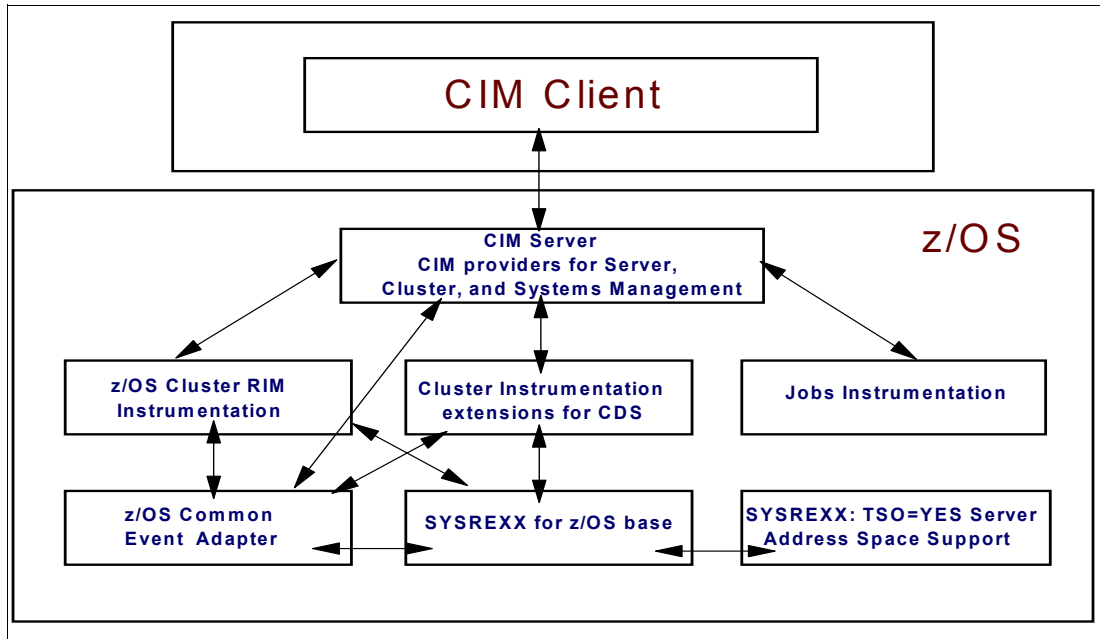 CIM Client
z/OS
CIM Server
CIM providers for Server,
Cluster, and Systems Management
z/OS Cluster RIM
Instrumentation
Cluster Instrumentation
extensions for CDS
Jobs Instrumentation
z/OS Common
Event Adapter
SYSREXX for z/OS base
SYSREXX: TSO=YES Server
Address Space Support